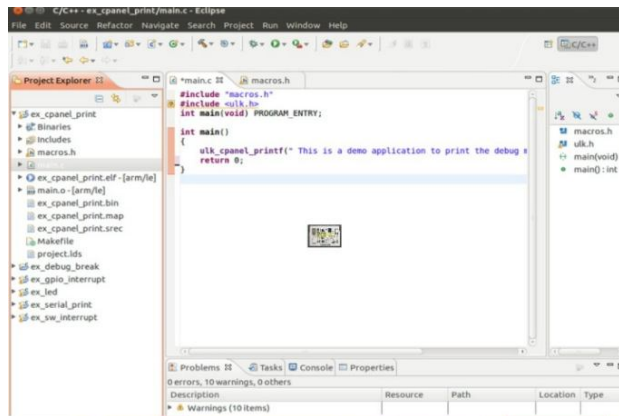 C/C++ - ex_cpanel_print/main.c - Eclipse
File Edit Source Refactor Navigate Search Project Run Window Help
C/C++
Project Explorer
ex_cpanel_print
Binaries
Includes
macros.h
ex_cpanel_print.elf - [arm/le]
main.o - [arm/le]
ex_cpanel_print.bin
ex_cpanel_print.map
ex_cpanel_print.srec
Makefile
project.lds
ex_debug_break
ex_gpio_interrupt
ex_led
ex_serial_print
ex_sw_interrupt
*main.c macros.h
#include "macros.h"
#include <ulk.h>
int main(void) PROGRAM_ENTRY;
int main()
{
ulk_cpanel_printf(" This is a demo application to print the debug m
return 0;
}
macros.h
ulk.h
main(void)
main() : int
Problems Tasks Console Properties
0 errors, 10 warnings, 0 others
Description Resource Path Location Type
Warnings (10 items)